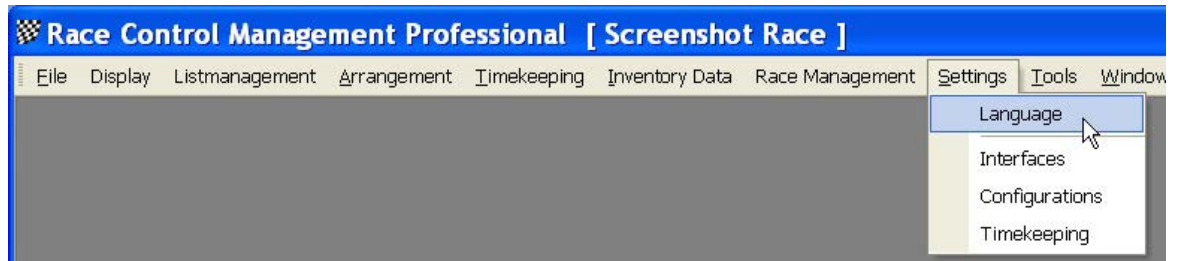 Race Control Management Professional [ Screenshot Race ]
File Display Listmanagement Arrangement Timekeeping Inventory Data Race Management Settings Tools Window
Language
Interfaces
Configurations
Timekeeping